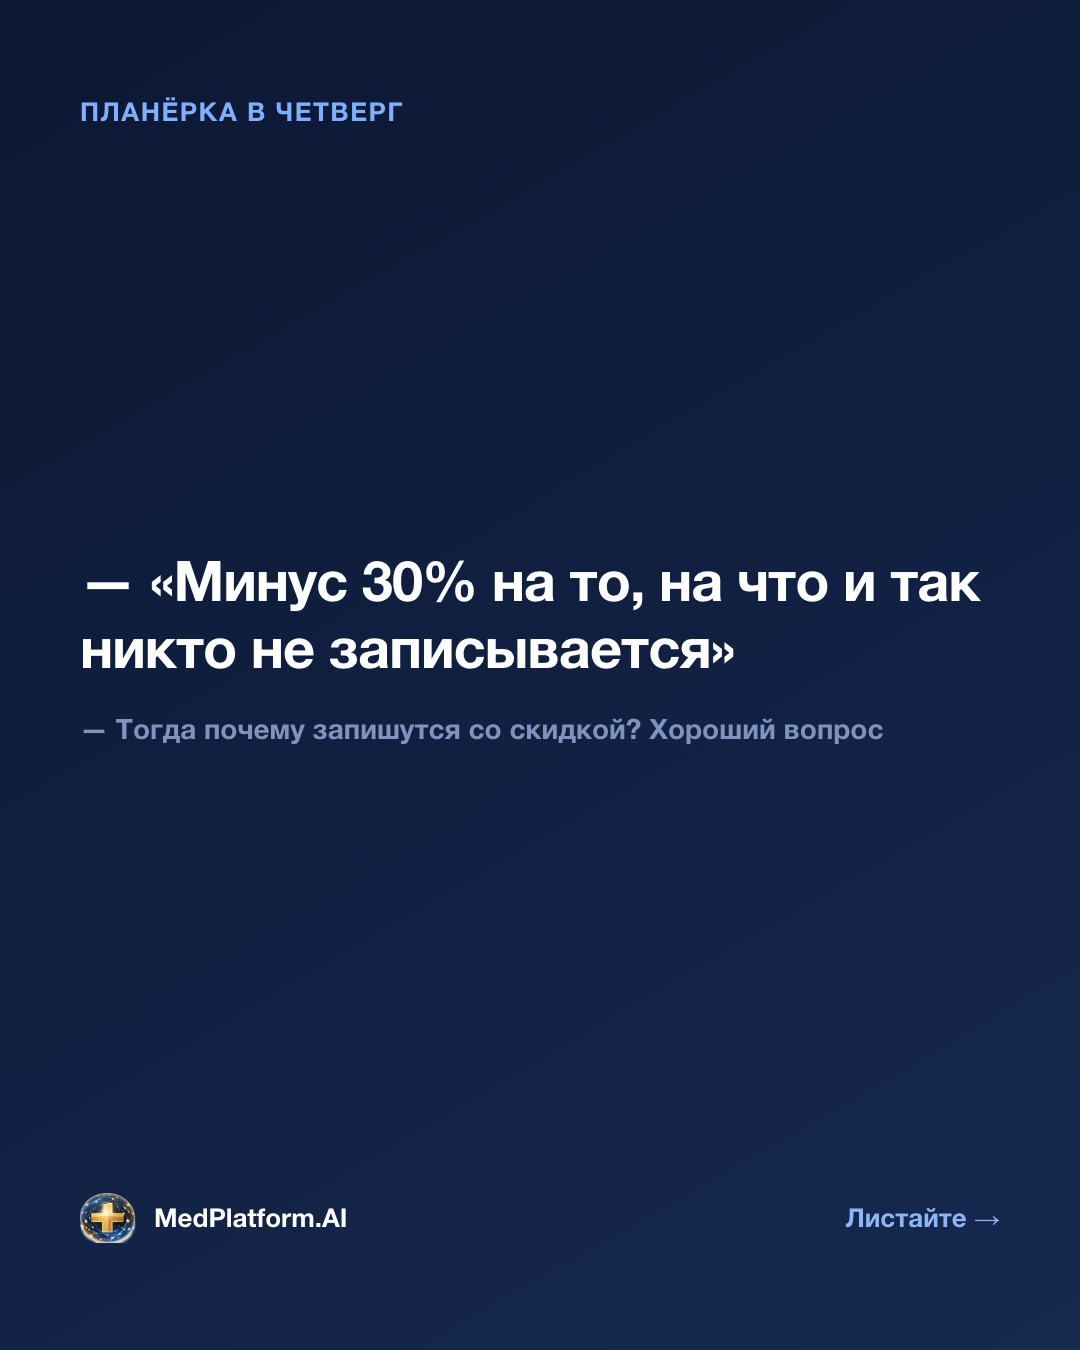 ПЛАНЁРКА В ЧЕТВЕРГ
— «Минус 30% на то, на что и так
никто не записывается»
— Тогда почему запишутся со скидкой? Хороший вопрос
MedPlatform.AI
Листайте →